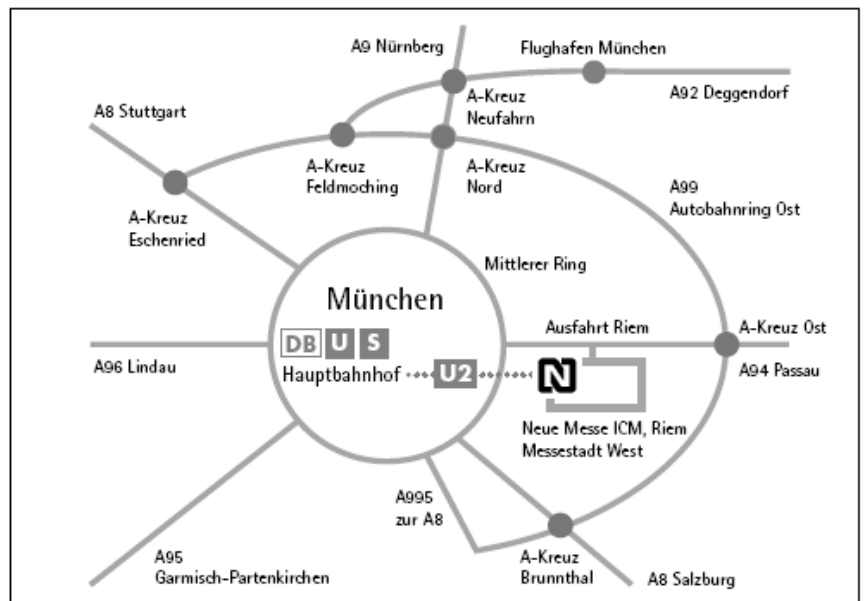 A9 Nürnberg
Flughafen München
A92 Deggendorf
A-Kreuz
Neufahrn
A8 Stuttgart
A-Kreuz
Feldmoching
A-Kreuz
Nord
A99
Autobahnring Ost
A-Kreuz
Eschenried
Mittlerer Ring
München
DB U S
Hauptbahnhof
U2
N
Ausfahrt Riem
A-Kreuz Ost
A96 Lindau
A94 Passau
Neue Messe ICM, Riem
Messestadt West
A995
zur A8
A95
Garmisch-Partenkirchen
A-Kreuz
Brunnthal
A8 Salzburg